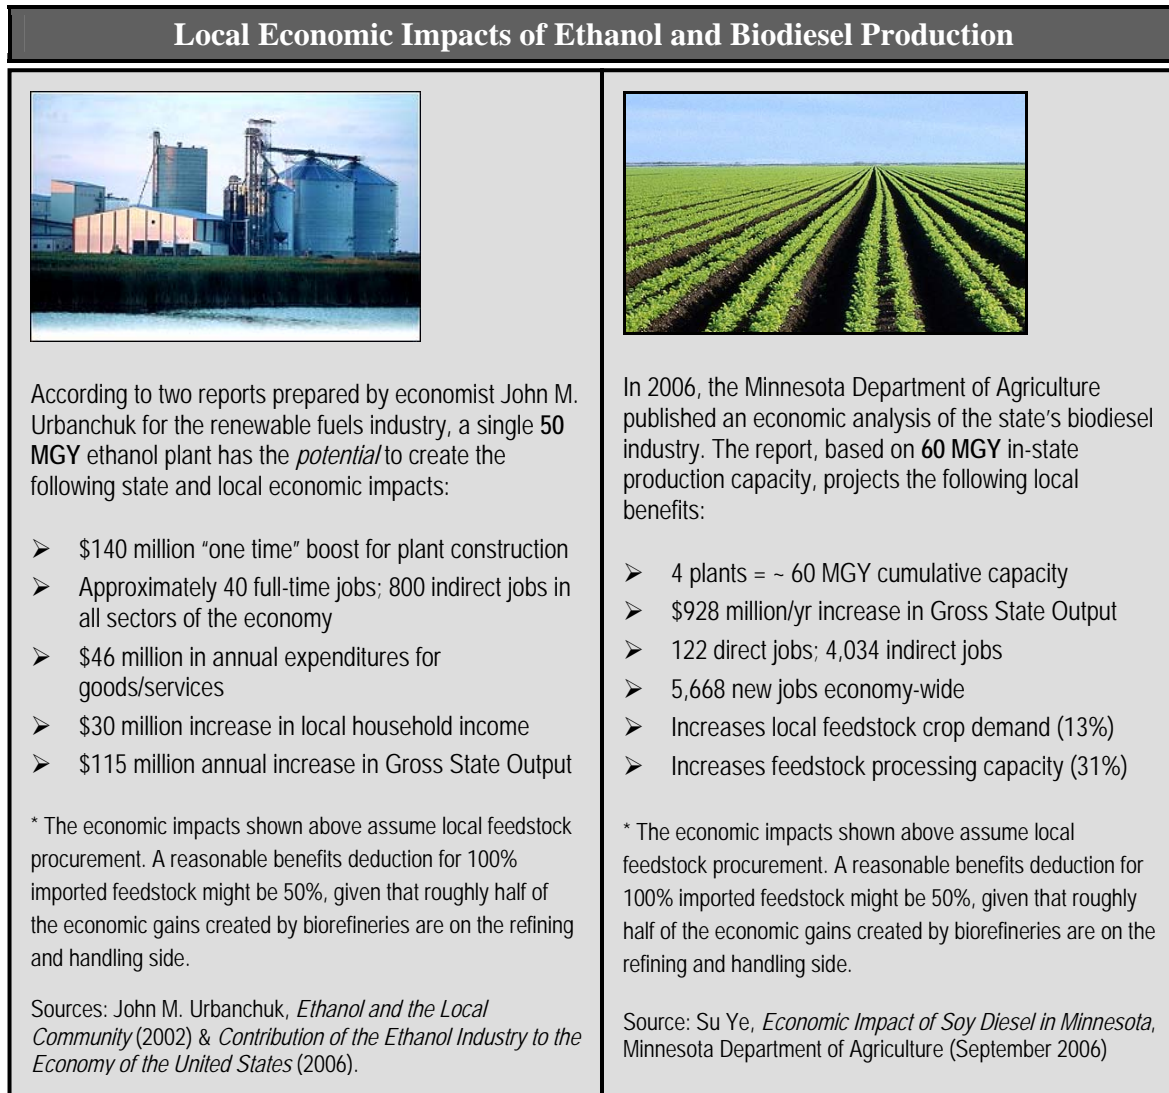 Local Economic Impacts of Ethanol and Biodiesel Production
According to two reports prepared by economist John M.
Urbanchuk for the renewable fuels industry, a single 50
MGY ethanol plant has the potential to create the
following state and local economic impacts:
➢ $140 million “one time” boost for plant construction
➢ Approximately 40 full-time jobs; 800 indirect jobs in
all sectors of the economy
➢ $46 million in annual expenditures for
goods/services
➢ $30 million increase in local household income
➢ $115 million annual increase in Gross State Output
* The economic impacts shown above assume local feedstock
procurement. A reasonable benefits deduction for 100%
imported feedstock might be 50%, given that roughly half of
the economic gains created by biorefineries are on the refining
and handling side.
Sources: John M. Urbanchuk, Ethanol and the Local
Community (2002) & Contribution of the Ethanol Industry to the
Economy of the United States (2006).
In 2006, the Minnesota Department of Agriculture
published an economic analysis of the state’s biodiesel
industry. The report, based on 60 MGY in-state
production capacity, projects the following local
benefits:
➢ 4 plants = ~ 60 MGY cumulative capacity
➢ $928 million/yr increase in Gross State Output
➢ 122 direct jobs; 4,034 indirect jobs
➢ 5,668 new jobs economy-wide
➢ Increases local feedstock crop demand (13%)
➢ Increases feedstock processing capacity (31%)
* The economic impacts shown above assume local
feedstock procurement. A reasonable benefits deduction for
100% imported feedstock might be 50%, given that roughly
half of the economic gains created by biorefineries are on the
refining and handling side.
Source: Su Ye, Economic Impact of Soy Diesel in Minnesota,
Minnesota Department of Agriculture (September 2006)